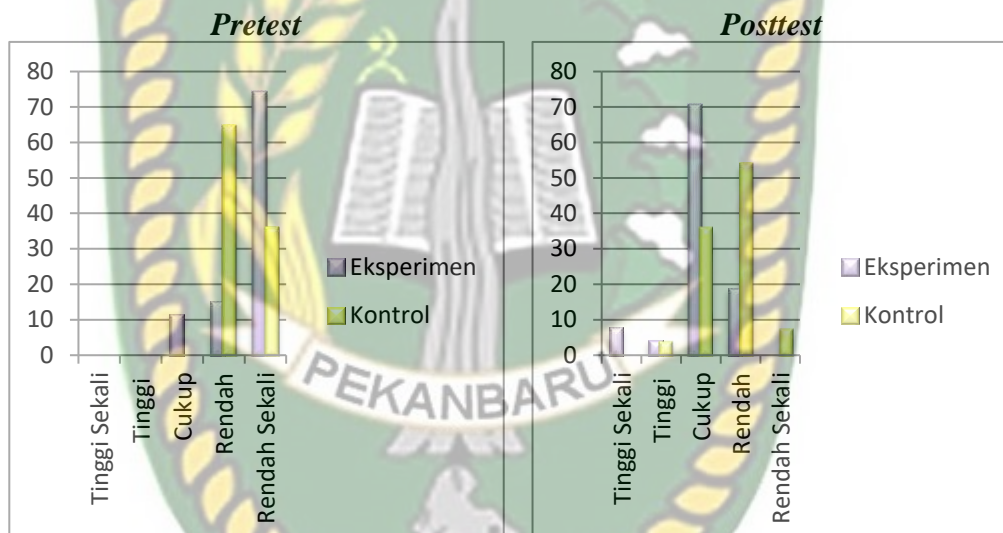 Pretest
80
70
60
50
40
30
20
10
0
Tinggi Sekali
Tinggi
Cukup
Rendah
Rendah Sekali
Eksperimen
Kontrol
Posttest
80
70
60
50
40
30
20
10
0
Tinggi Sekali
Tinggi
Cukup
Rendah
Rendah Sekali
Eksperimen
Kontrol
PEKANBARU